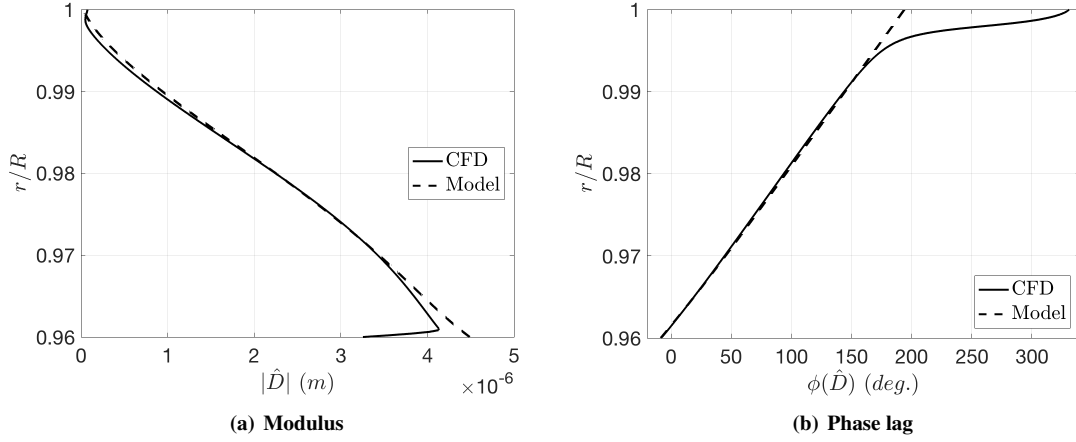 1
0.99
0.98
0.97
0.96
r/R
CFD
Model
0 1 2 3 4 5
×10⁻⁶
|D̂| (m)
(a) Modulus
1
0.99
0.98
0.97
0.96
r/R
CFD
Model
0 50 100 150 200 250 300
ϕ(D̂) (deg.)
(b) Phase lag